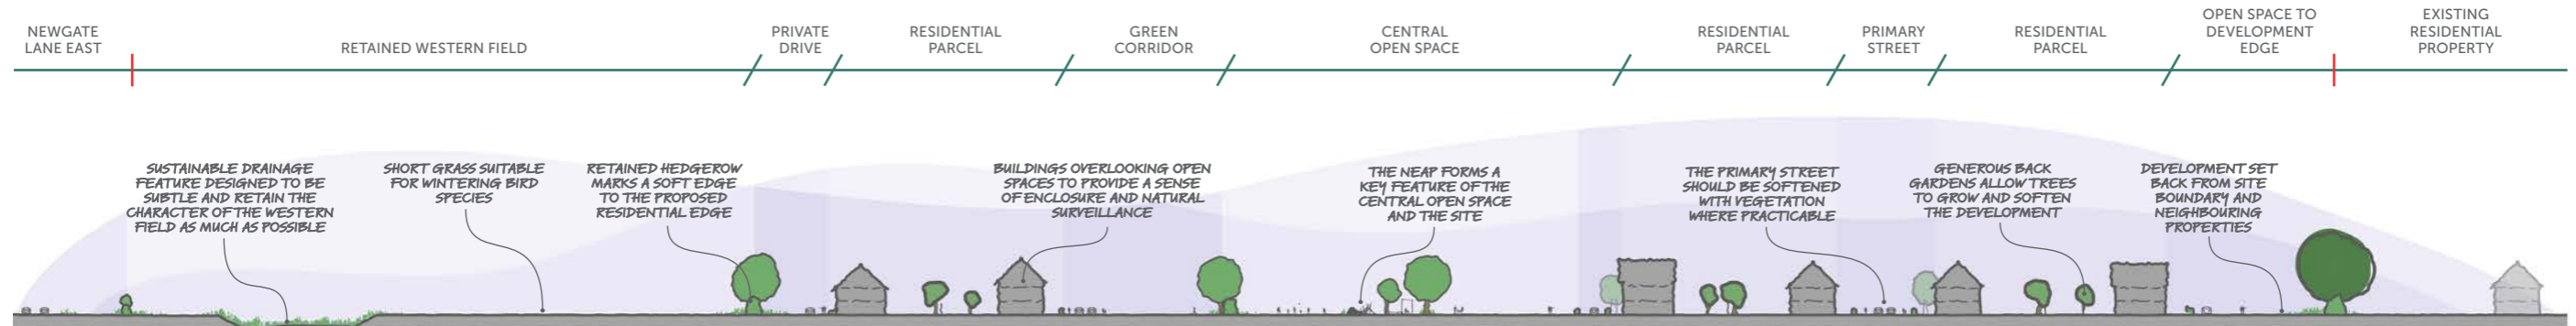 NEWGATE
LANE EAST
RETAINED WESTERN FIELD
PRIVATE
DRIVE
RESIDENTIAL
PARCEL
GREEN
CORRIDOR
CENTRAL
OPEN SPACE
RESIDENTIAL
PARCEL
PRIMARY
STREET
RESIDENTIAL
PARCEL
OPEN SPACE TO
DEVELOPMENT
EDGE
EXISTING
RESIDENTIAL
PROPERTY
SUSTAINABLE DRAINAGE
FEATURE DESIGNED TO BE
SUBTLE AND RETAIN THE
CHARACTER OF THE WESTERN
FIELD AS MUCH AS POSSIBLE
SHORT GRASS SUITABLE
FOR WINTERING BIRD
SPECIES
RETAINED HEDGEROW
MARKS A SOFT EDGE
TO THE PROPOSED
RESIDENTIAL EDGE
BUILDINGS OVERLOOKING OPEN
SPACES TO PROVIDE A SENSE
OF ENCLOSURE AND NATURAL
SURVEILLANCE
THE NEAP FORMS A
KEY FEATURE OF THE
CENTRAL OPEN SPACE
AND THE SITE
THE PRIMARY STREET
SHOULD BE SOFTENED
WITH VEGETATION
WHERE PRACTICABLE
GENEROUS BACK
GARDENS ALLOW TREES
TO GROW AND SOFTEN
THE DEVELOPMENT
DEVELOPMENT SET
BACK FROM SITE
BOUNDARY AND
NEIGHBOURING
PROPERTIES